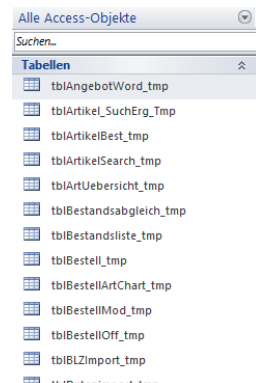 Alle Access-Objekte
Suchen...
Tabellen
tblAngebotWord_tmp
tblArtikel_SuchErg_Tmp
tblArtikelBest_tmp
tblArtikelSearch_tmp
tblArtUebersicht_tmp
tblBestandsabgleich_tmp
tblBestandsliste_tmp
tblBestell_tmp
tblBestellArtChart_tmp
tblBestellMod_tmp
tblBestellOff_tmp
tblBLZImport_tmp